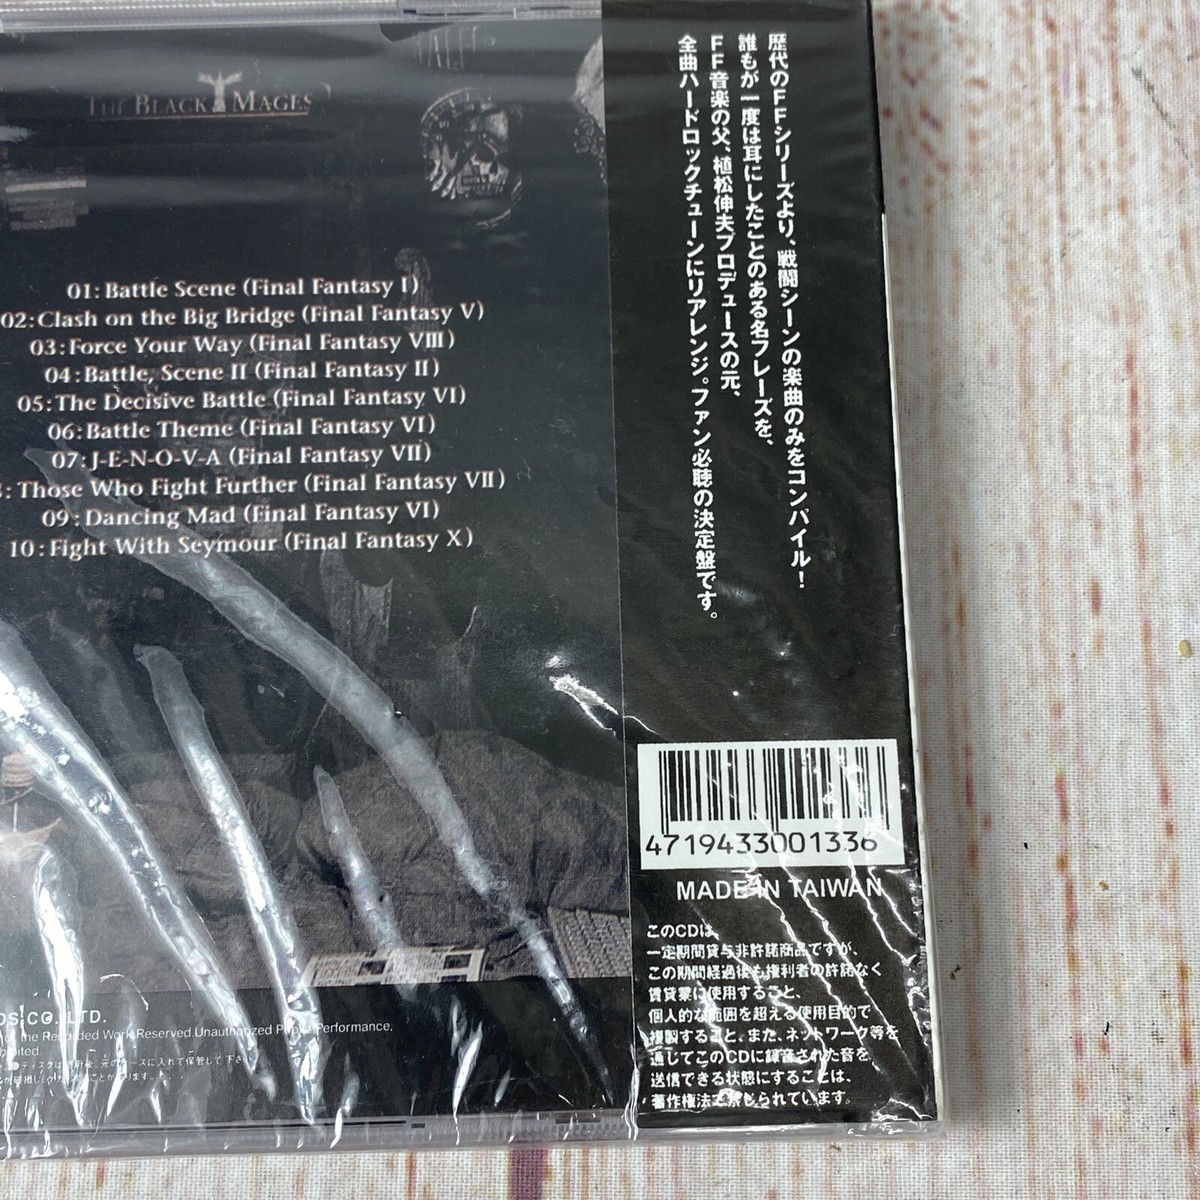 THE BLACK MAGES
01: Battle Scene (Final Fantasy I)
02: Clash on the Big Bridge (Final Fantasy V)
03: Force Your Way (Final Fantasy VIII)
04: Battle, Scene II (Final Fantasy II)
05: The Decisive Battle (Final Fantasy VI)
06: Battle Theme (Final Fantasy VI)
07: J-E-N-O-V-A (Final Fantasy VII)
: Those Who Fight Further (Final Fantasy VII)
09: Dancing Mad (Final Fantasy VI)
10: Fight With Seymour (Final Fantasy X)
CO. LTD.
of the Recorded Work Reserved. Unauthorized Public Performance.
歴代のFFシリーズより、戦闘シーンの楽曲のみをコンパイル!
誰もが一度は耳にしたことのある名フレーズを、
FF音楽の父、植松伸夫プロデュースの元、
全曲ハードロックチューンにリアレンジ。ファン必聴の決定盤です。
4719433001336
MADE IN TAIWAN
このCDは、
一定期間貸与非許諾商品ですが、
この期間経過後も権利者の許諾なく
賃貸業に使用すること、
個人的な範囲を超える使用目的で
複製すること、また、ネットワーク等を
通じてこのCDに録音された音を、
送信できる状態にすることは、
著作権法で禁じられています。